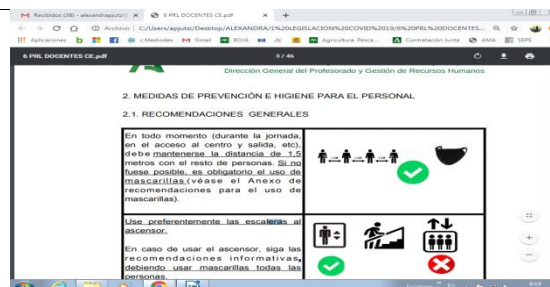 M Recibidos (38) - alexandrapjutz
6 PRL DOCENTES CE.pdf
Archivo | C:/Users/apjutzi/Desktop/ALEXANDRA/1%20LEGISLACION%20COVID%2019/6%20PRL%20DOCENTES...
Aplicaciones
Mediodes
Gmail
BOJA
Agricultura, Pesca...
Contratación Junta
AMA
SEPE
6 PRL DOCENTES CE.pdf
3 / 46
Dirección General del Profesorado y Gestión de Recursos Humanos
2. MEDIDAS DE PREVENCIÓN E HIGIENE PARA EL PERSONAL
2.1. RECOMENDACIONES GENERALES
En todo momento (durante la jornada,
en el acceso al centro y salida, etc),
debe mantenerse la distancia de 1,5
metros con el resto de personas. Si no
fuese posible, es obligatorio el uso de
mascarillas (véase el Anexo de
recomendaciones para el uso de
mascarillas).
Use preferentemente las escaleras al
ascensor.
En caso de usar el ascensor, siga las
recomendaciones informativas,
debiendo usar mascarillas todas las
personas.
8:19